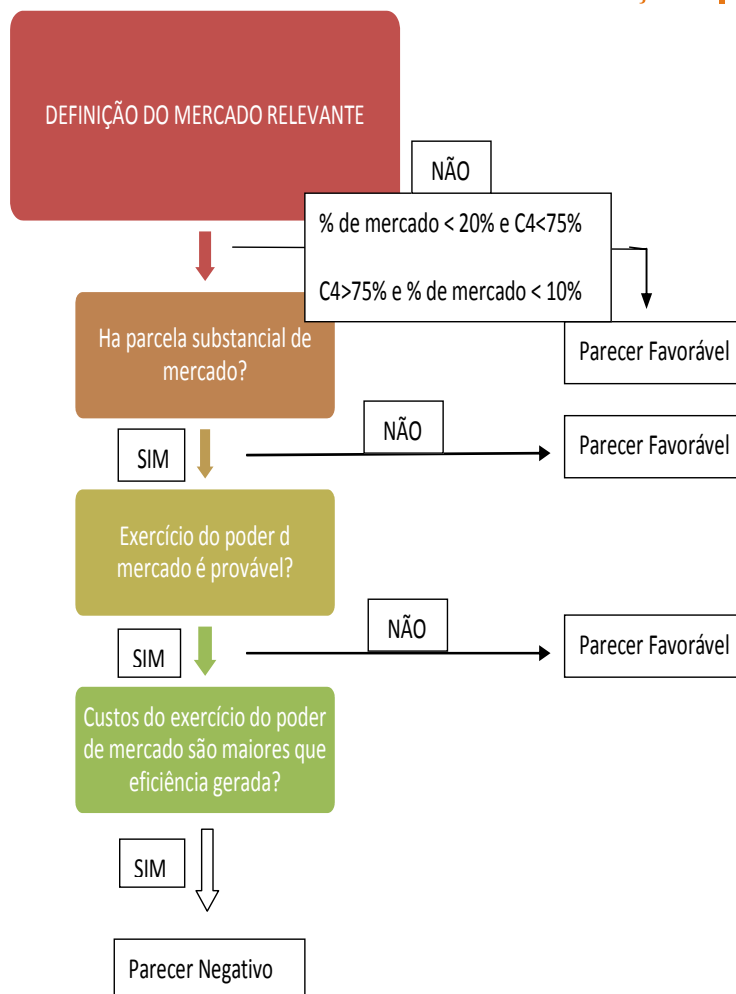 DEFINIÇÃO DO MERCADO RELEVANTE
NÃO
% de mercado < 20% e C4<75%
C4>75% e % de mercado < 10%
Parecer Favorável
Ha parcela substancial de
mercado?
SIM
NÃO
Parecer Favorável
Exercício do poder d
mercado é provável?
SIM
NÃO
Parecer Favorável
Custos do exercício do poder
de mercado são maiores que
eficiência gerada?
SIM
Parecer Negativo